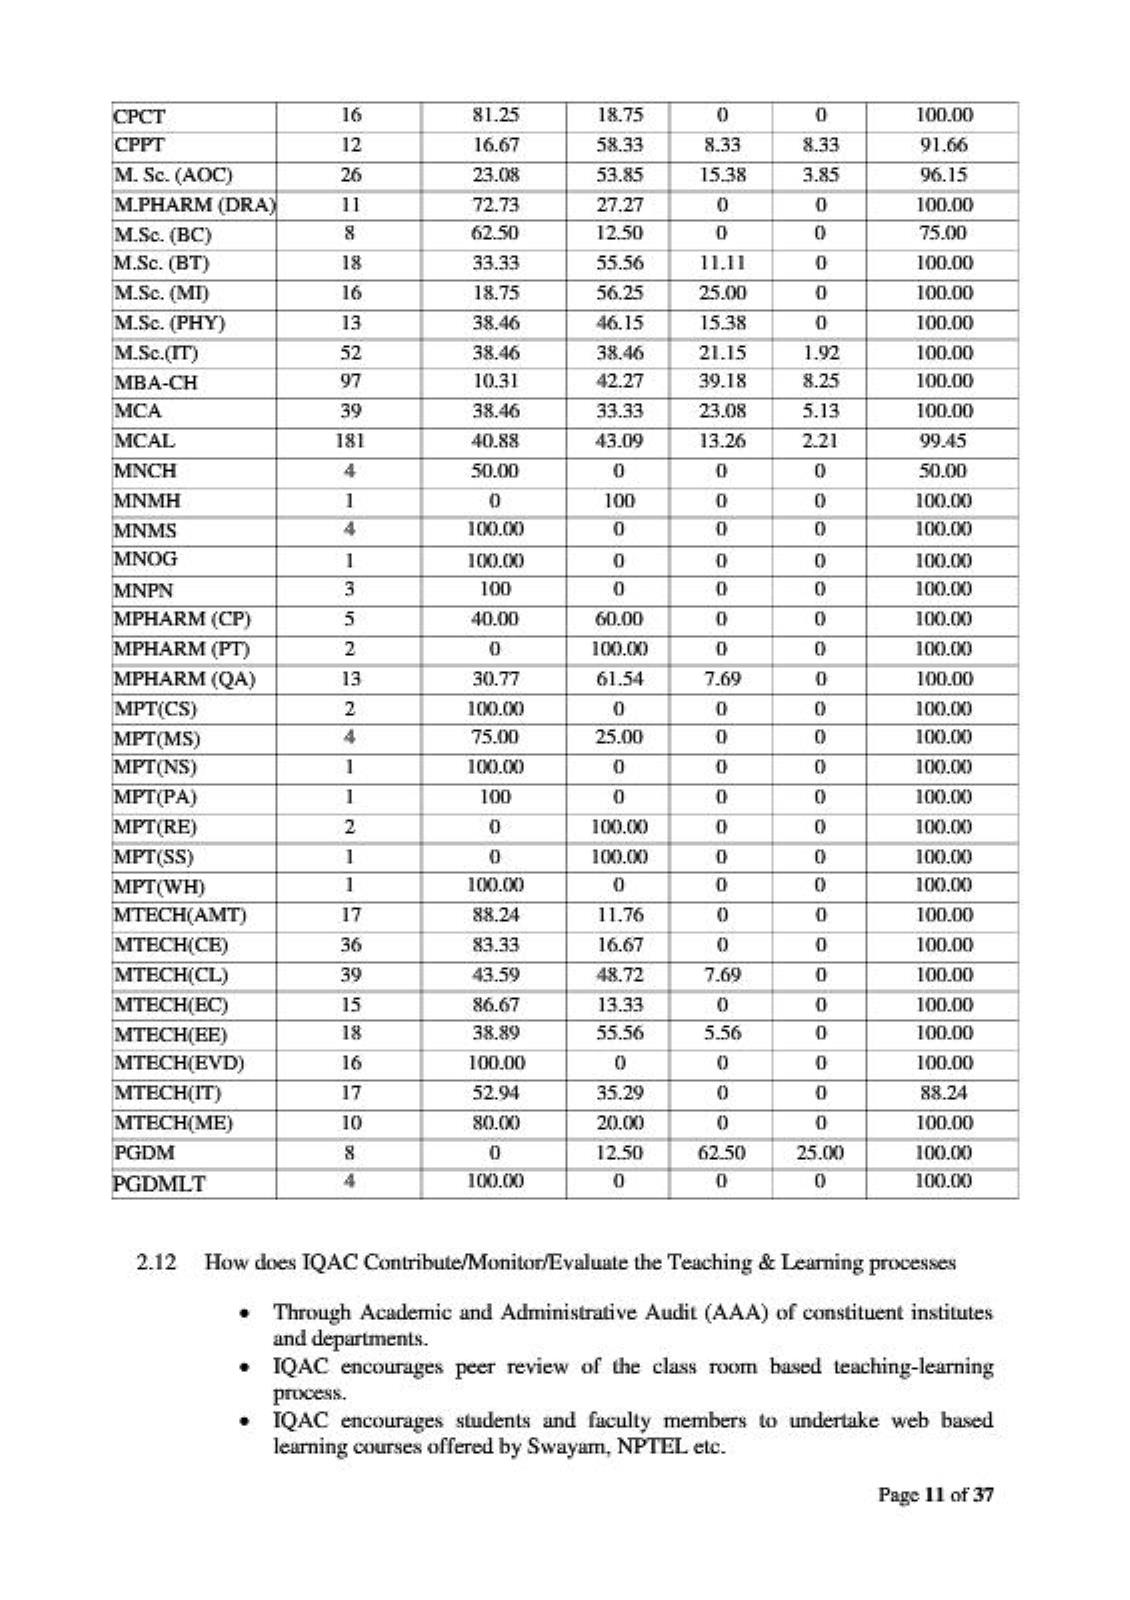 CPCT 16 81.25 18.75 0 0 100.00
CPPT 12 16.67 58.33 8.33 8.33 91.66
M. Sc. (AOC) 26 23.08 53.85 15.38 3.85 96.15
M.PHARM (DRA) 11 72.73 27.27 0 0 100.00
M.Sc. (BC) 8 62.50 12.50 0 0 75.00
M.Sc. (BT) 18 33.33 55.56 11.11 0 100.00
M.Sc. (MI) 16 18.75 56.25 25.00 0 100.00
M.Sc. (PHY) 13 38.46 46.15 15.38 0 100.00
M.Sc.(IT) 52 38.46 38.46 21.15 1.92 100.00
MBA-CH 97 10.31 42.27 39.18 8.25 100.00
MCA 39 38.46 33.33 23.08 5.13 100.00
MCAL 181 40.88 43.09 13.26 2.21 99.45
MNCH 4 50.00 0 0 0 50.00
MNMH 1 0 100 0 0 100.00
MNMS 4 100.00 0 0 0 100.00
MNOG 1 100.00 0 0 0 100.00
MNPN 3 100 0 0 0 100.00
MPHARM (CP) 5 40.00 60.00 0 0 100.00
MPHARM (PT) 2 0 100.00 0 0 100.00
MPHARM (QA) 13 30.77 61.54 7.69 0 100.00
MPT(CS) 2 100.00 0 0 0 100.00
MPT(MS) 4 75.00 25.00 0 0 100.00
MPT(NS) 1 100.00 0 0 0 100.00
MPT(PA) 1 100 0 0 0 100.00
MPT(RE) 2 0 100.00 0 0 100.00
MPT(SS) 1 0 100.00 0 0 100.00
MPT(WH) 1 100.00 0 0 0 100.00
MTECH(AMT) 17 88.24 11.76 0 0 100.00
MTECH(CE) 36 83.33 16.67 0 0 100.00
MTECH(CL) 39 43.59 48.72 7.69 0 100.00
MTECH(EC) 15 86.67 13.33 0 0 100.00
MTECH(EE) 18 38.89 55.56 5.56 0 100.00
MTECH(EVD) 16 100.00 0 0 0 100.00
MTECH(IT) 17 52.94 35.29 0 0 88.24
MTECH(ME) 10 80.00 20.00 0 0 100.00
PGDM 8 0 12.50 62.50 25.00 100.00
PGDMLT 4 100.00 0 0 0 100.00
2.12 How does IQAC Contribute/Monitor/Evaluate the Teaching & Learning processes
• Through Academic and Administrative Audit (AAA) of constituent institutes
and departments.
• IQAC encourages peer review of the class room based teaching-learning
process.
• IQAC encourages students and faculty members to undertake web based
learning courses offered by Swayam, NPTEL etc.
Page 11 of 37